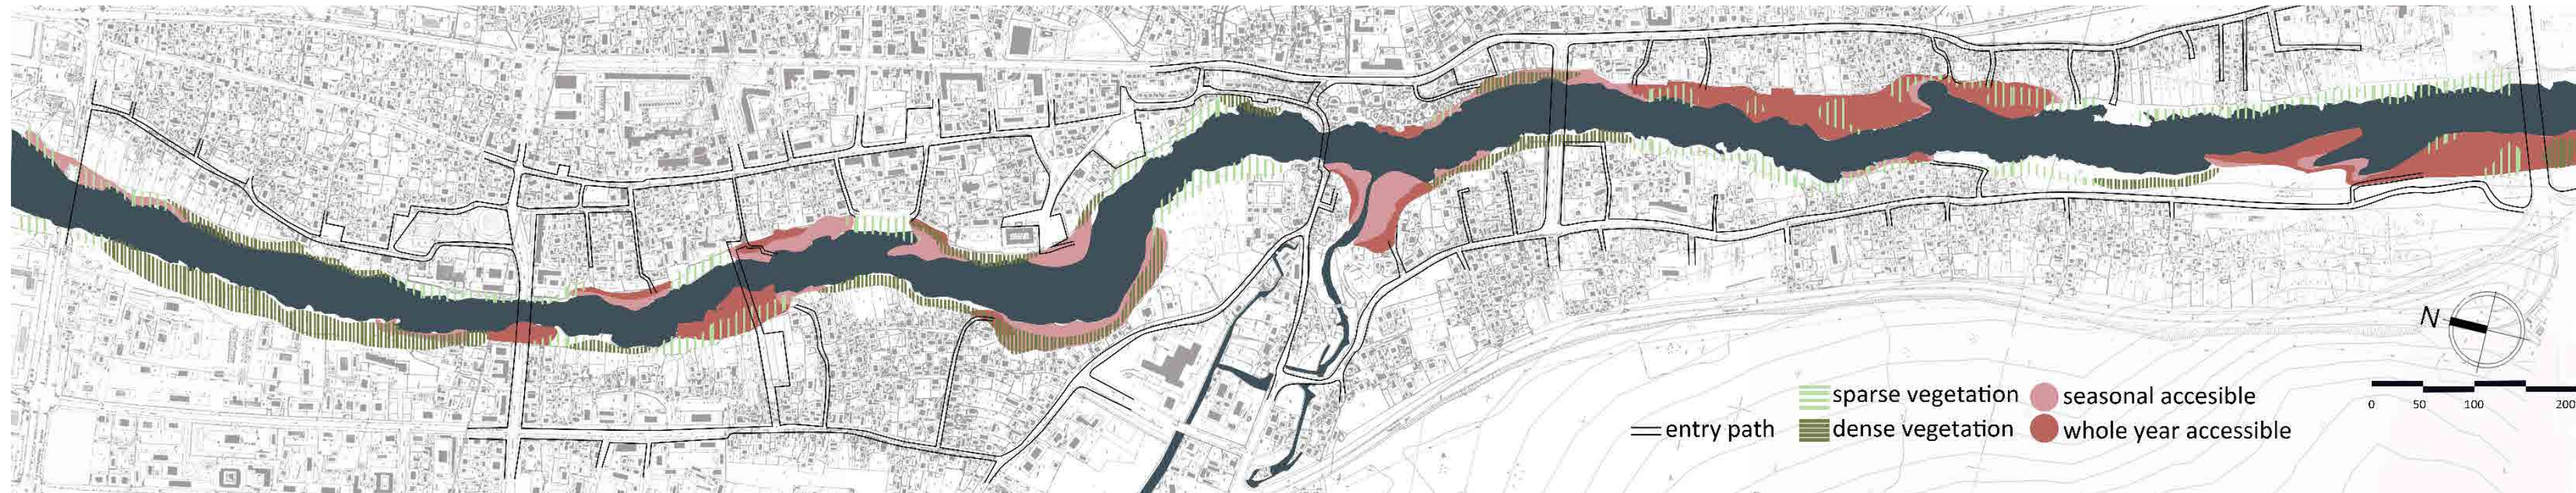 N
sparse vegetation
seasonal accesible
entry path
dense vegetation
whole year accessible
0 50 100 200